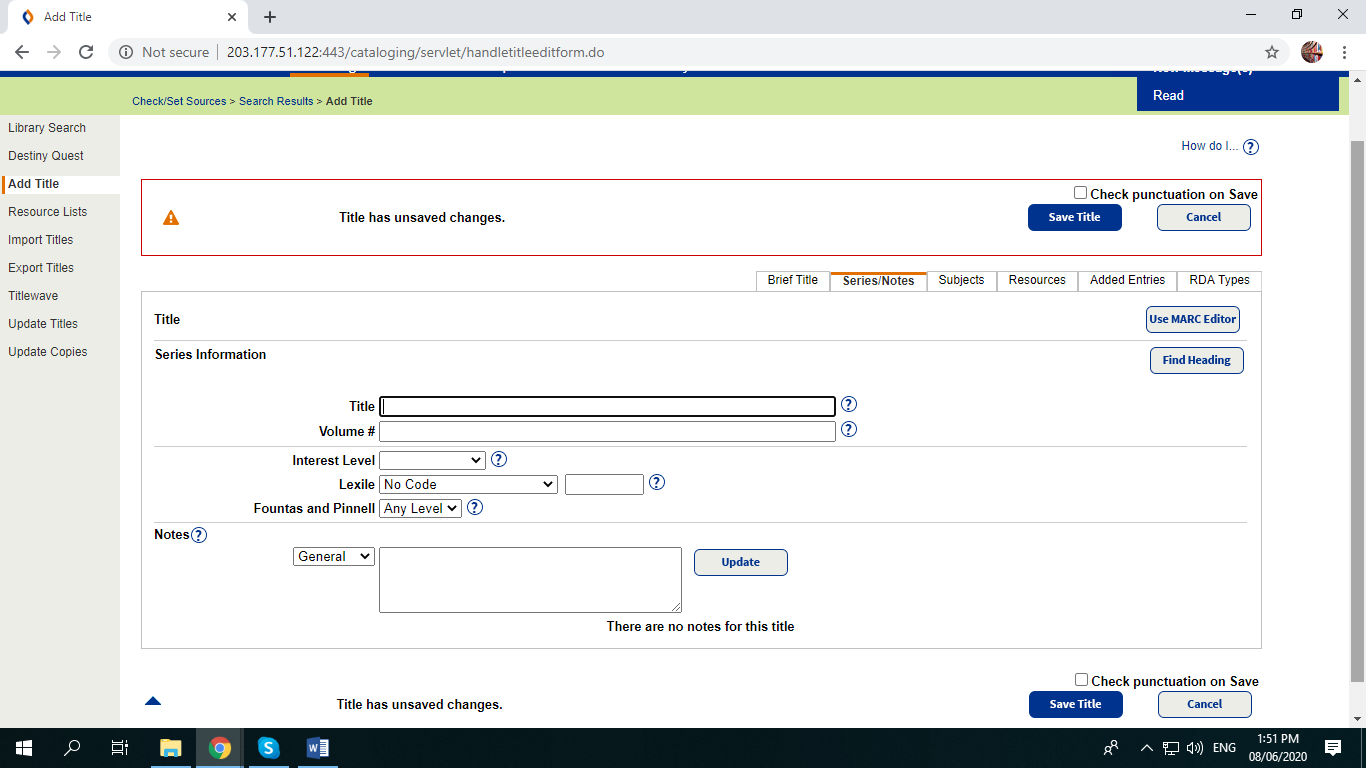 Add Title
Not secure
203.177.51.122:443/cataloging/servlet/handletitleeditform.do
Read
Check/Set Sources > Search Results > Add Title
Library Search
Destiny Quest
Add Title
Resource Lists
Import Titles
Export Titles
Titlewave
Update Titles
Update Copies
How do I... ?
Check punctuation on Save
Title has unsaved changes.
Save Title
Cancel
Brief Title
Series/Notes
Subjects
Resources
Added Entries
RDA Types
Title
Use MARC Editor
Series Information
Find Heading
Title ?
Volume # ?
Interest Level ?
Lexile No Code ?
Fountas and Pinnell Any Level ?
Notes ?
General
Update
There are no notes for this title
Check punctuation on Save
Title has unsaved changes.
Save Title
Cancel
ENG
1:51 PM
08/06/2020